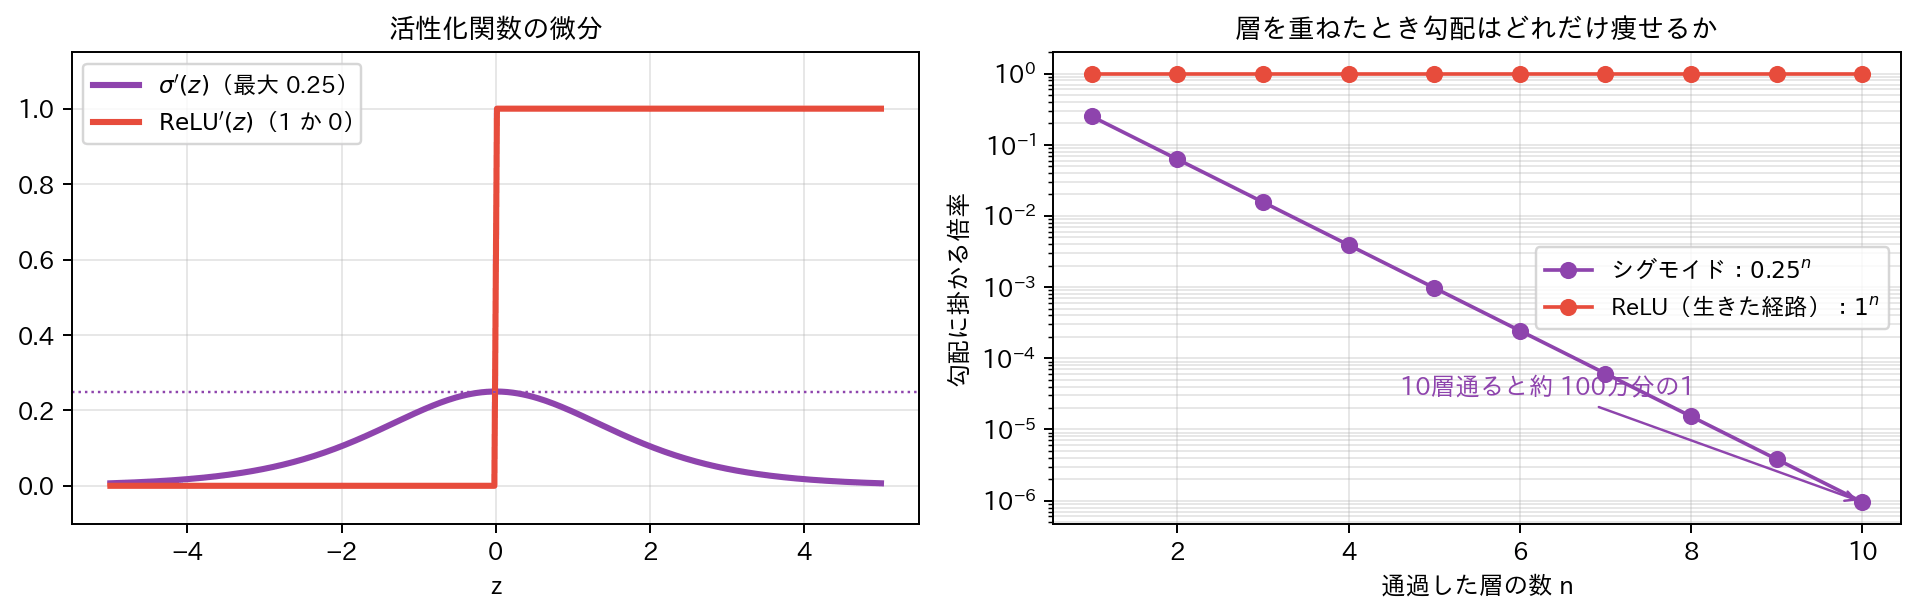 活性化関数の微分
σ′(z)（最大 0.25）
ReLU′(z)（1 か 0）
1.0
0.8
0.6
0.4
0.2
0.0
−4
−2
0
2
4
z
層を重ねたとき勾配はどれだけ痩せるか
勾配に掛かる倍率
10⁰
10⁻¹
10⁻²
10⁻³
10⁻⁴
10⁻⁵
10⁻⁶
シグモイド：0.25ⁿ
ReLU（生きた経路）：1ⁿ
10層通ると約 100万分の1
2
4
6
8
10
通過した層の数 n